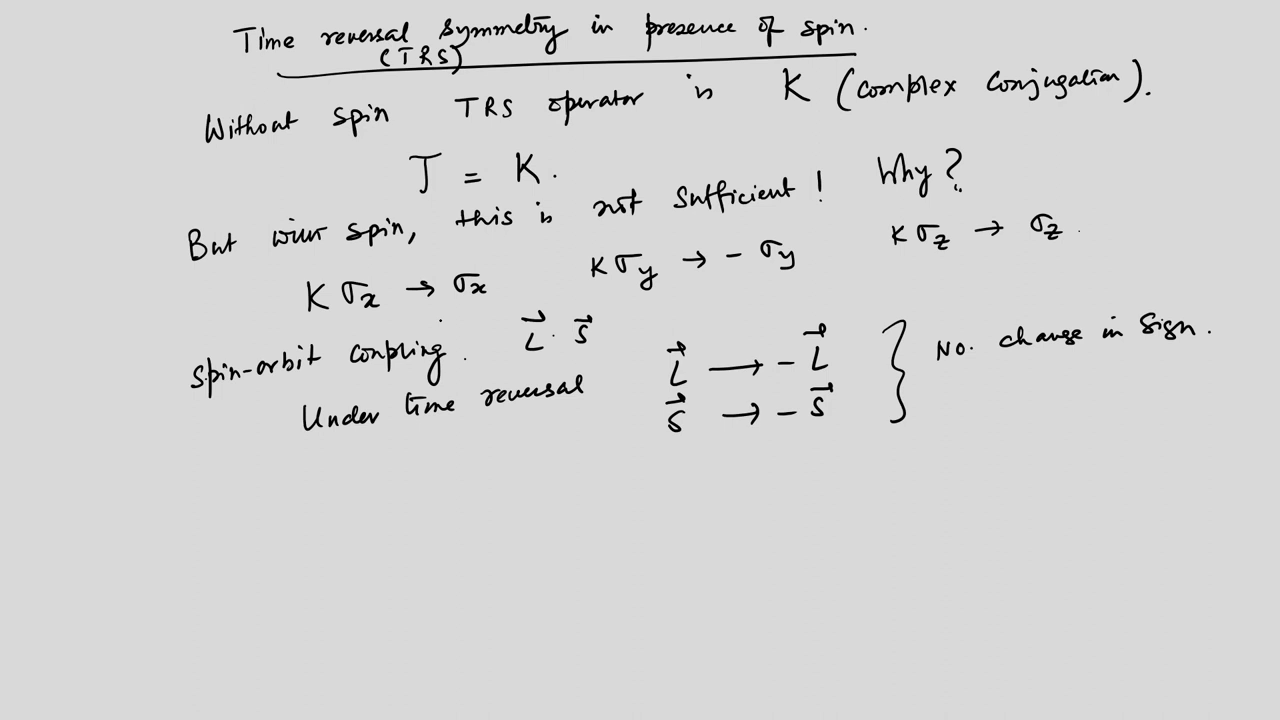 Time reversal symmetry in presence of spin.
(TRS)
Without spin TRS operator is K (complex conjugation).
T = K.
But with spin, this is not sufficient! Why?
K σx → σx K σy → - σy K σz → σz.
Spin-orbit coupling. L⃗ . S⃗
Under time reversal L⃗ → - L⃗ } No. change in sign.
S⃗ → - S⃗